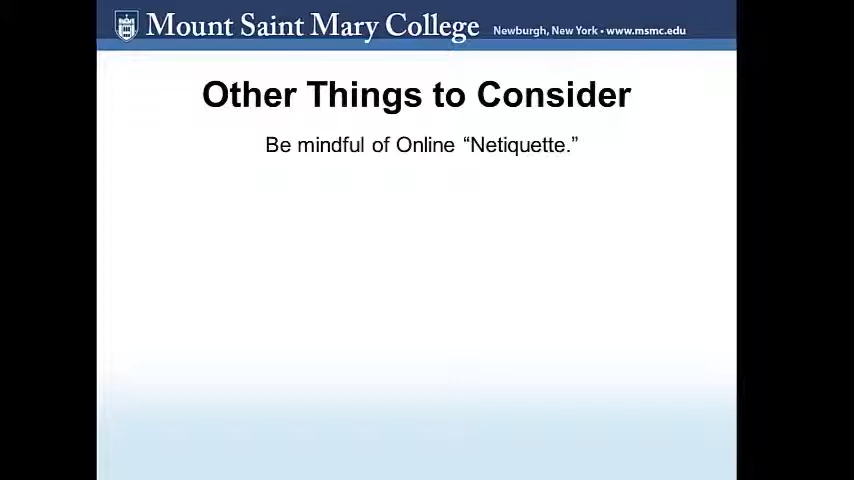 Mount Saint Mary College Newburgh, New York • www.msmc.edu
Other Things to Consider
Be mindful of Online “Netiquette.”